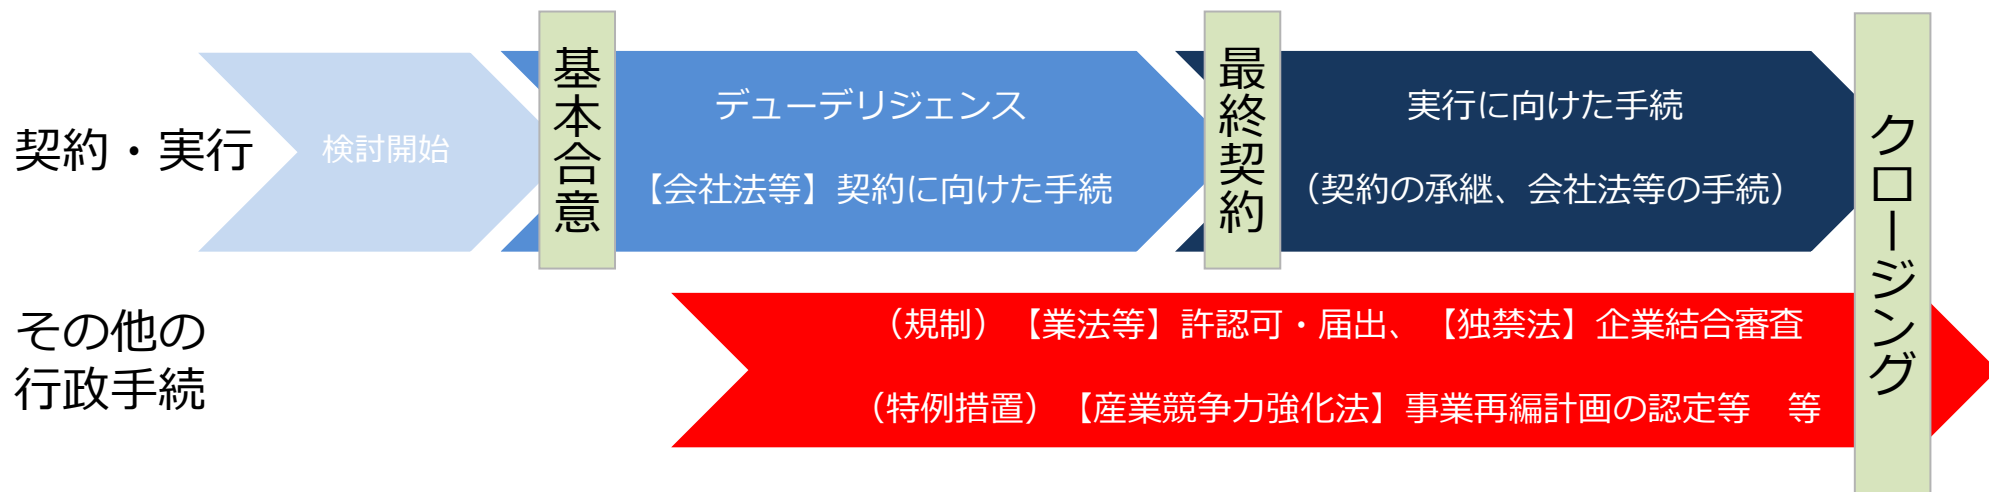 契約・実行
検討開始
基本合意
デューデリジェンス
【会社法等】契約に向けた手続
最終契約
実行に向けた手続
（契約の承継、会社法等の手続）
クロージング
その他の
行政手続
（規制）【業法等】許認可・届出、【独禁法】企業結合審査
（特例措置）【産業競争力強化法】事業再編計画の認定等　等